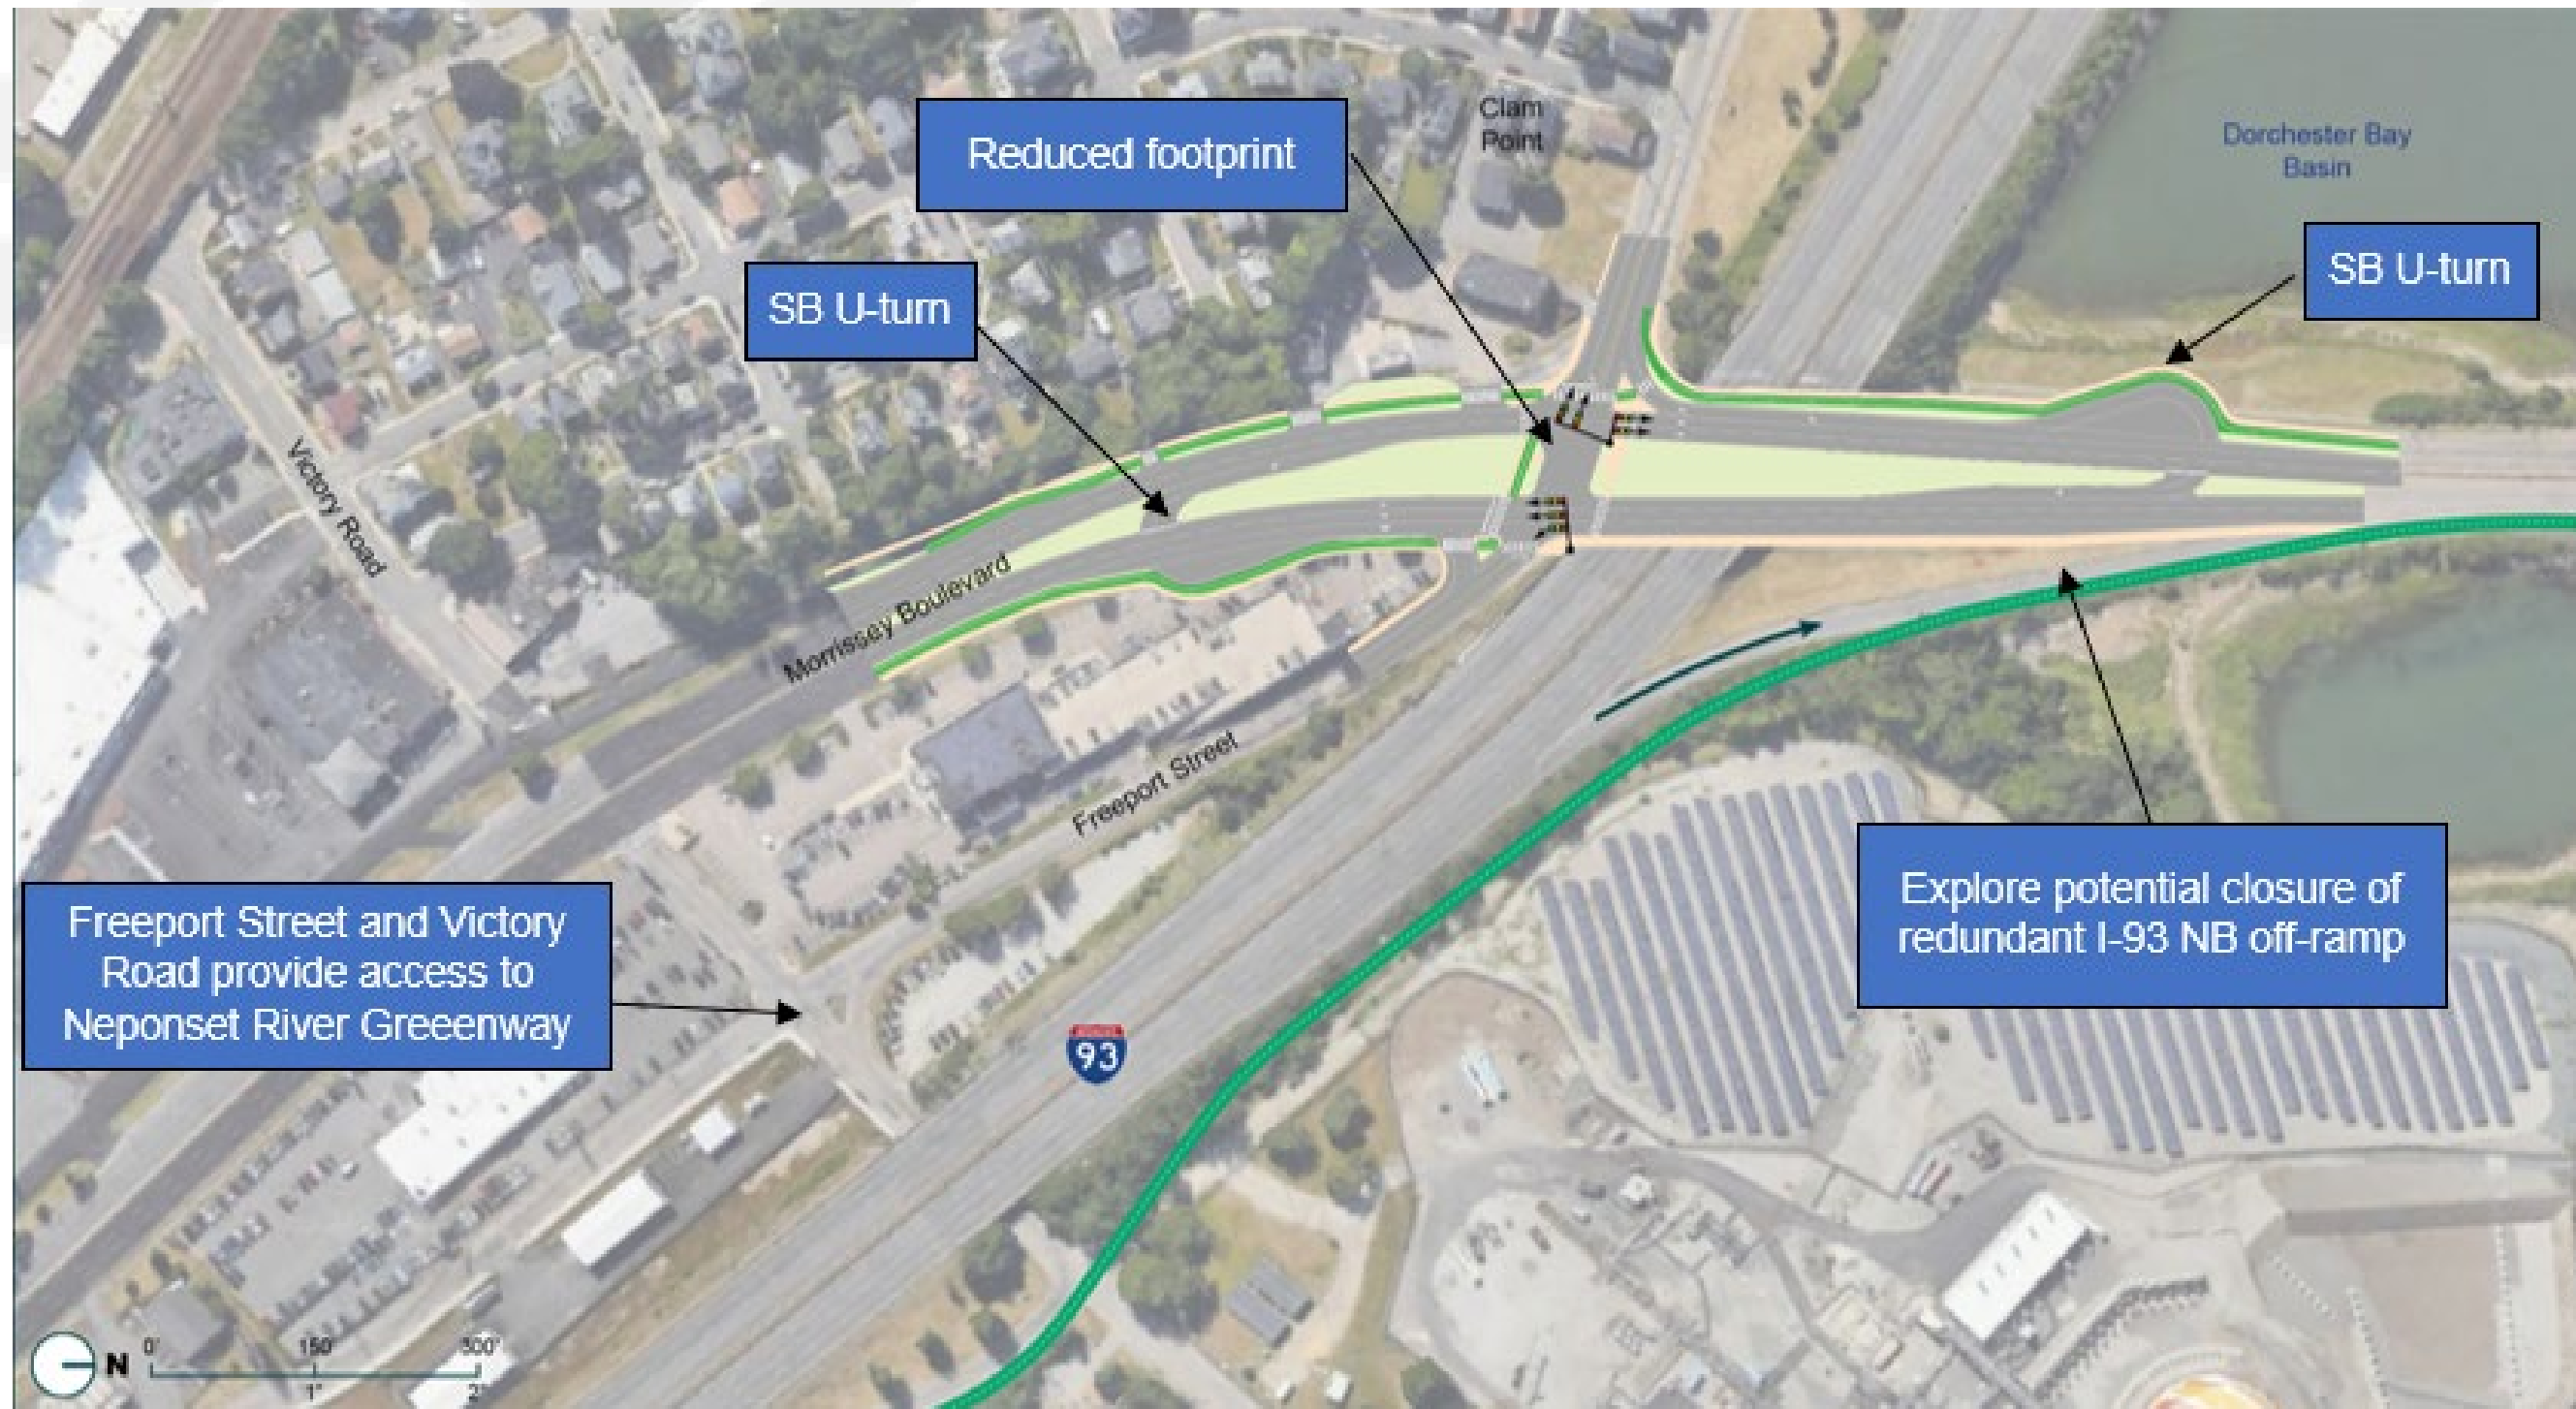 Clam
Point
Dorchester Bay
Basin
Reduced footprint
SB U-turn
SB U-turn
Victory Road
Morrissey Boulevard
Freeport Street
Explore potential closure of
redundant I-93 NB off-ramp
Freeport Street and Victory
Road provide access to
Neponset River Greeenway
93
N
0'
150'
300'
1"
2"